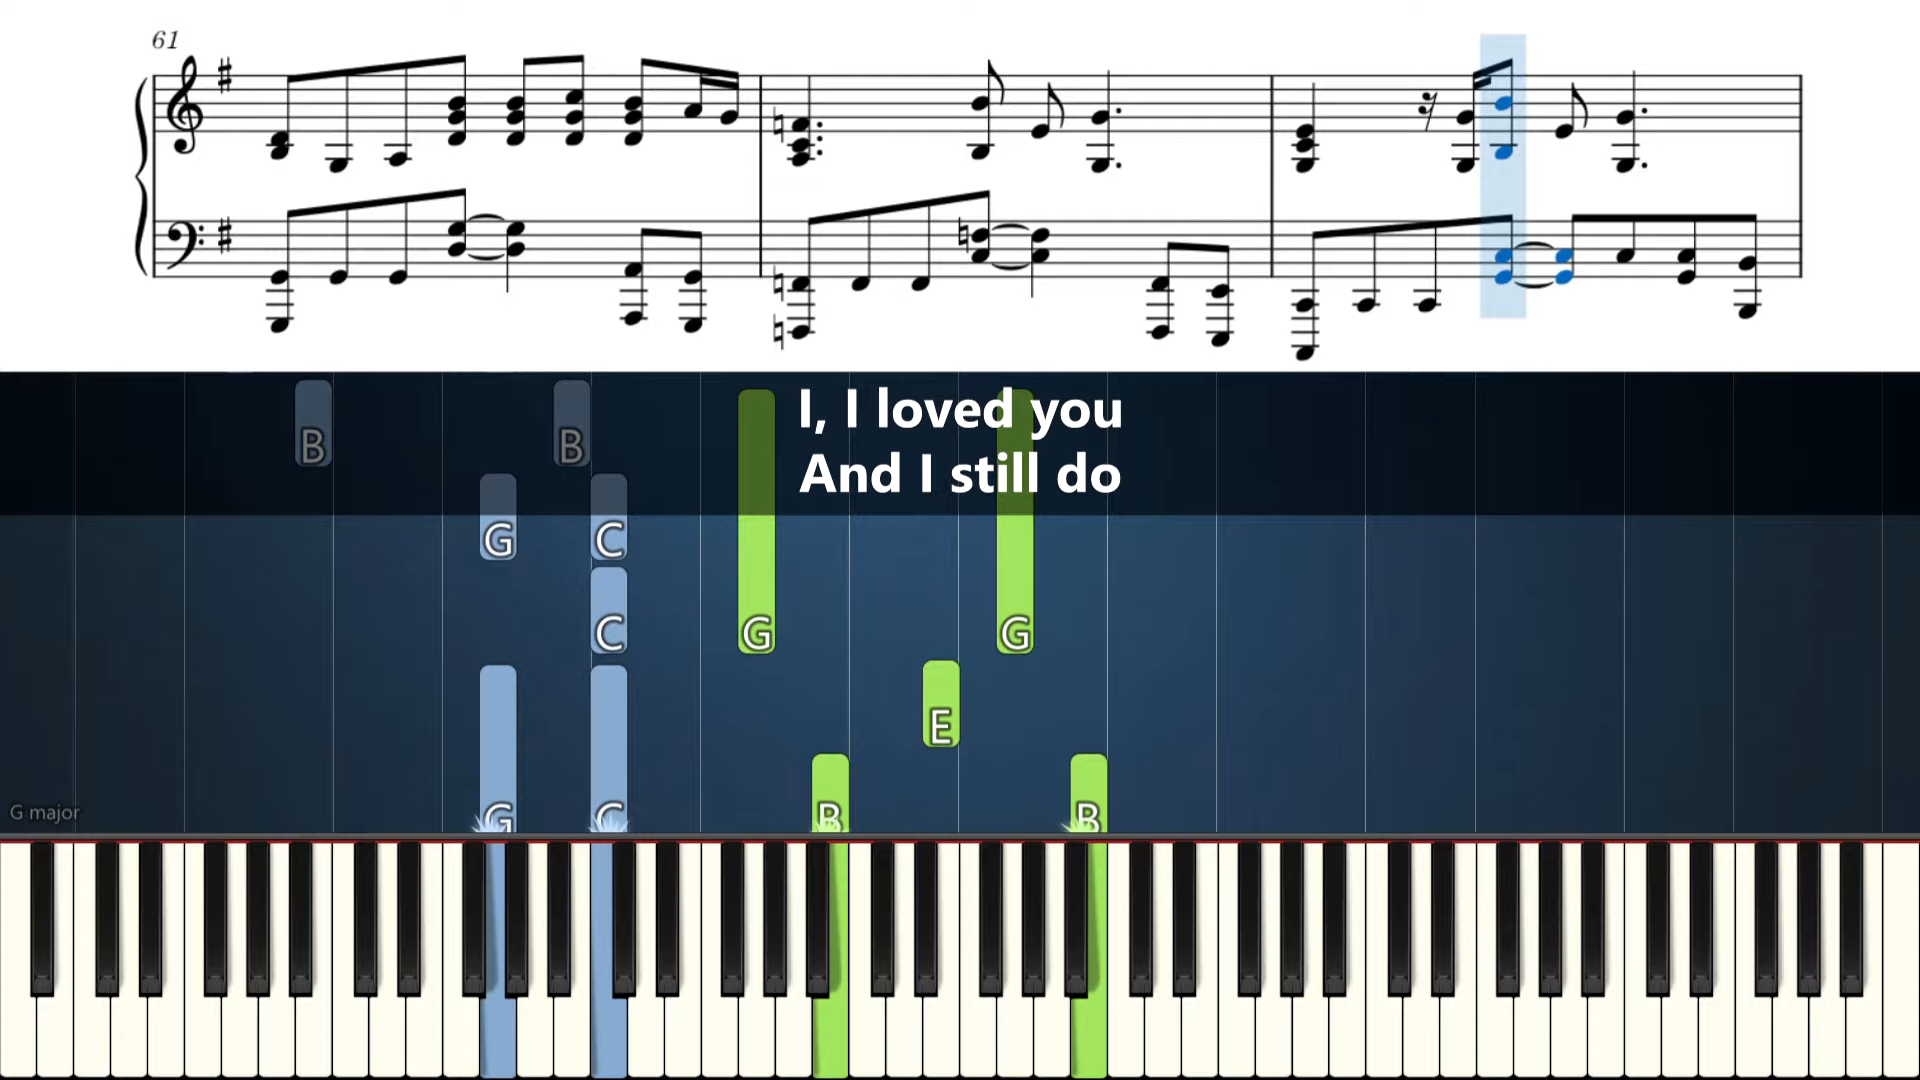 61
I, I loved you
And I still do
B B
G C
C G G
E
G C B B
G major